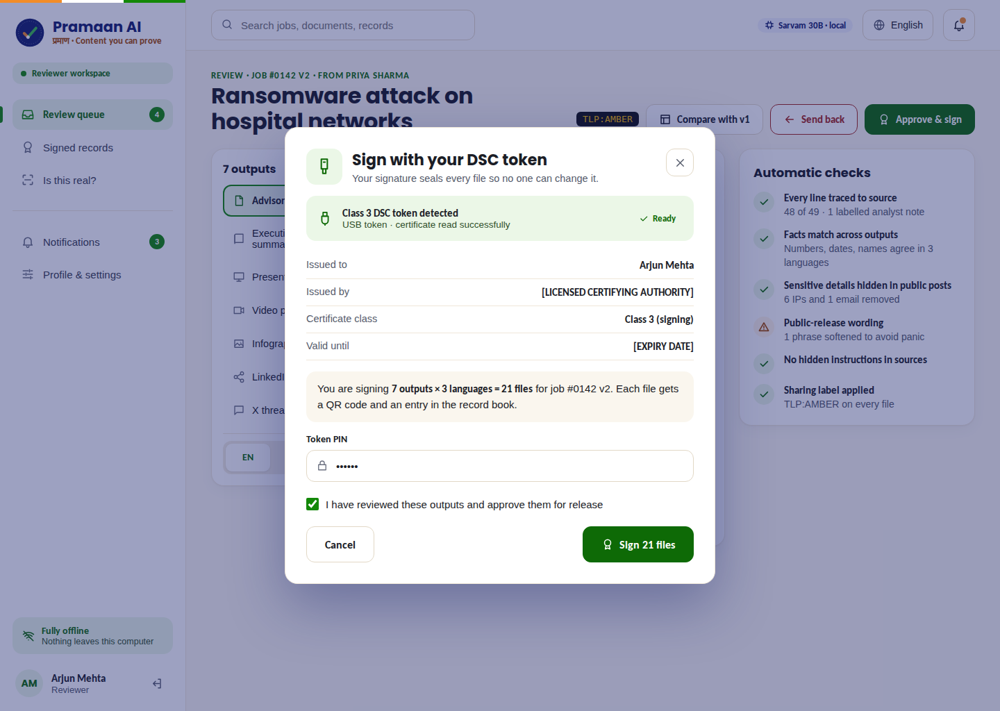 Pramaan AI
प्रमाण • Content you can prove
Reviewer workspace
Review queue
4
Signed records
Is this real?
Notifications
3
Profile & settings
Fully offline
Nothing leaves this computer
AM
Arjun Mehta
Reviewer
Search jobs, documents, records
Sarvam 30B • local
English
REVIEW • JOB #0142 V2 • FROM PRIYA SHARMA
Ransomware attack on
hospital networks
TLP:AMBER
Compare with v1
Send back
Approve & sign
7 outputs
Advisor
Executi
summa
Present
Video p
Infogra
LinkedI
X threa
EN
Sign with your DSC token
Your signature seals every file so no one can change it.
Class 3 DSC token detected
USB token · certificate read successfully
Ready
Issued to
Arjun Mehta
Issued by
[LICENSED CERTIFYING AUTHORITY]
Certificate class
Class 3 (signing)
Valid until
[EXPIRY DATE]
You are signing 7 outputs × 3 languages = 21 files for job #0142 v2. Each file gets
a QR code and an entry in the record book.
Token PIN
••••••
I have reviewed these outputs and approve them for release
Cancel
Sign 21 files
Automatic checks
Every line traced to source
48 of 49 · 1 labelled analyst note
Facts match across outputs
Numbers, dates, names agree in 3
languages
Sensitive details hidden in public posts
6 IPs and 1 email removed
Public-release wording
1 phrase softened to avoid panic
No hidden instructions in sources
Sharing label applied
TLP:AMBER on every file